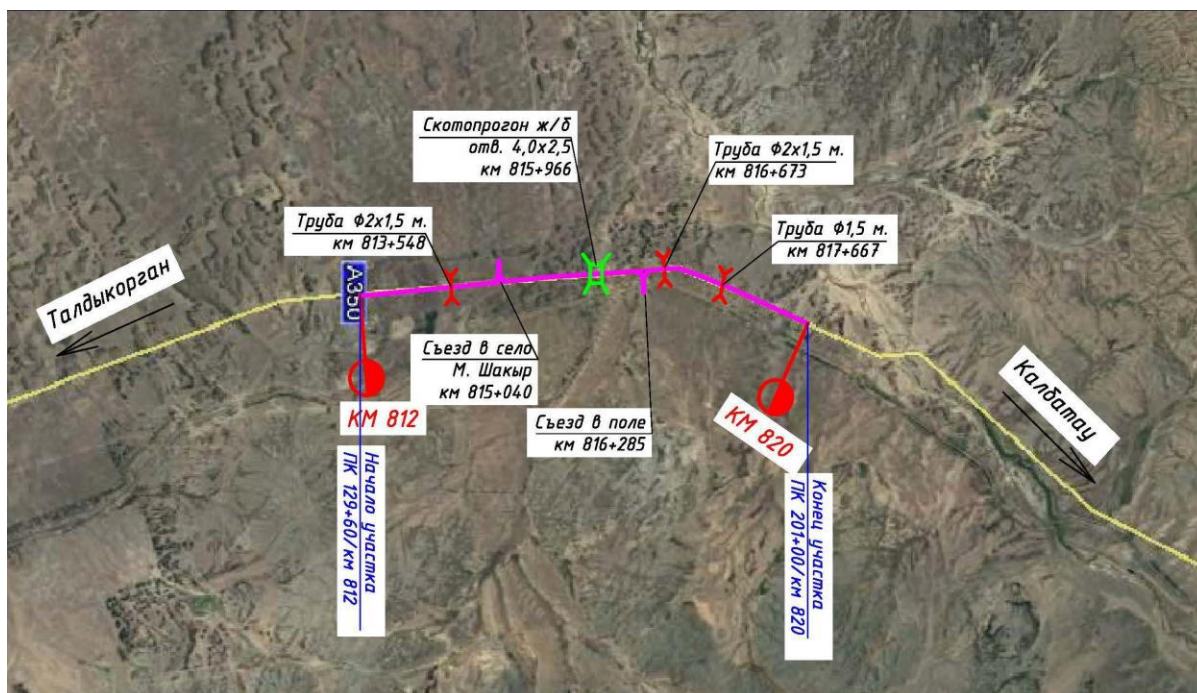 Скотопрогон ж/б
отв. 4,0х2,5
км 815+966
Труба Ф2х1,5 м.
км 816+673
Труба Ф2х1,5 м.
км 813+548
Труба Ф1,5 м.
км 817+667
Талдыкорган
А350
Съезд в село
М. Шакыр
км 815+040
Съезд в поле
км 816+285
Калбатау
КМ 812
КМ 820
Начало участка
ПК 129+60/км 812
Конец участка
ПК 201+00/км 820